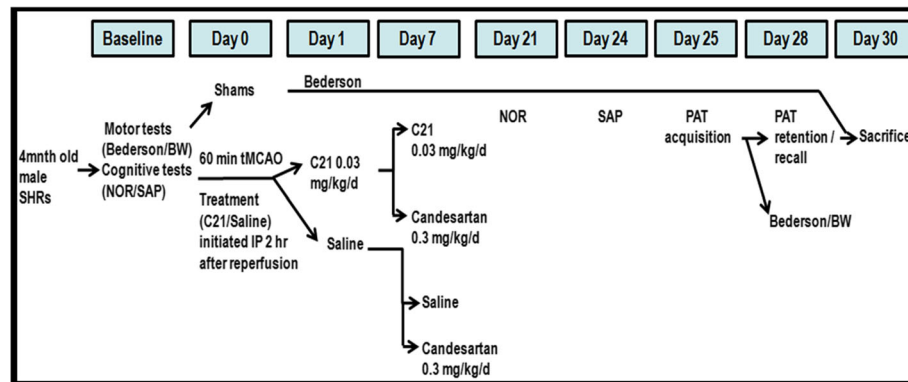 Baseline
Day 0
Day 1
Day 7
Day 21
Day 24
Day 25
Day 28
Day 30
4mnth old
male
SHRs
Motor tests
(Bederson/BW)
Cognitive tests
(NOR/SAP)
Shams
60 min tMCAO
Treatment
(C21/Saline)
initiated IP 2 hr
after reperfusion
Bederson
C21 0.03
mg/kg/d
Saline
C21
0.03 mg/kg/d
Candesartan
0.3 mg/kg/d
Saline
Candesartan
0.3 mg/kg/d
NOR
SAP
PAT
acquisition
PAT
retention /
recall
Bederson/BW
Sacrifice